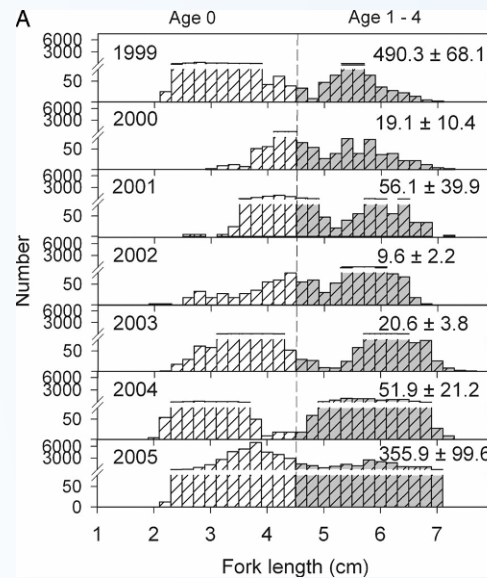 A
Age 0 Age 1 - 4
6000
3000
1999
490.3 ± 68.1
50
6000
3000
2000
19.1 ± 10.4
50
6000
3000
2001
56.1 ± 39.9
50
6000
3000
2002
9.6 ± 2.2
50
6000
3000
2003
20.6 ± 3.8
50
6000
3000
2004
51.9 ± 21.2
50
6000
3000
2005
355.9 ± 99.6
50
0
Number
1 2 3 4 5 6 7
Fork length (cm)